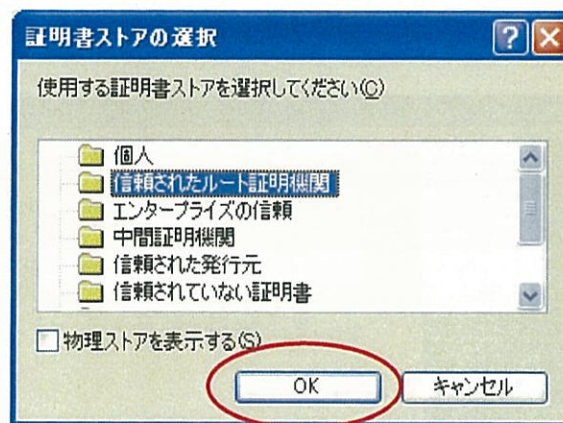 証明書ストアの選択
使用する証明書ストアを選択してください(C)
個人
信頼されたルート証明機関
エンタープライズの信頼
中間証明機関
信頼された発行元
信頼されていない証明書
物理ストアを表示する(S)
OK
キャンセル